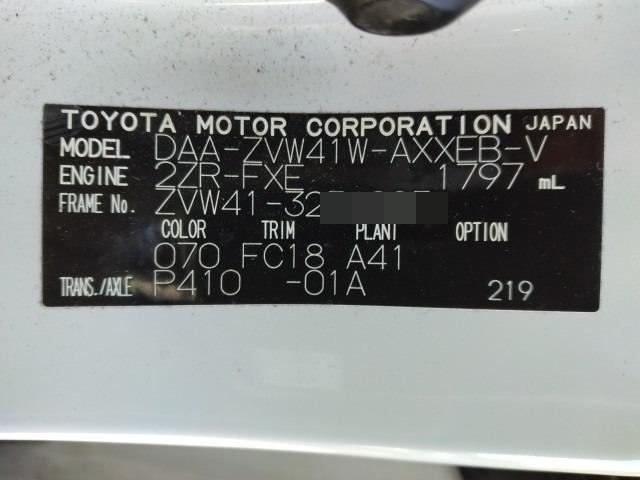 TOYOTA MOTOR CORPORATION JAPAN
MODEL DAA-ZVW41W-AXXEB-V
ENGINE 2ZR-FXE 1797 mL
FRAME No. ZVW41-32
COLOR TRIM PLANT OPTION
070 FC18 A41
TRANS./AXLE P410 -01A 219